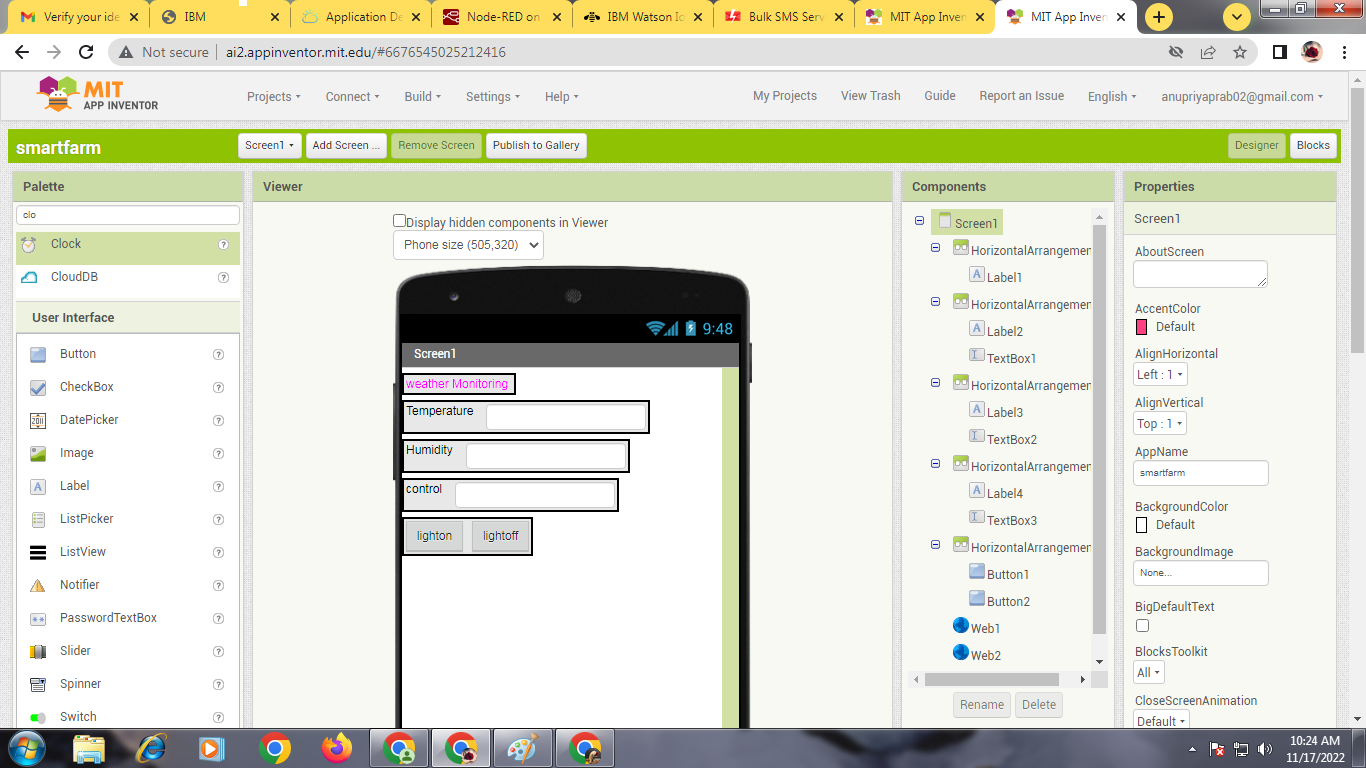 Verify your ide
IBM
Application De
Node-RED on
IBM Watson Io
Bulk SMS Serv
MIT App Inven
MIT App Inven
Not secure
ai2.appinventor.mit.edu/#6676545025212416
MIT
APP INVENTOR
Projects
Connect
Build
Settings
Help
My Projects
View Trash
Guide
Report an Issue
English
anupriyaprab02@gmail.com
smartfarm
Screen1
Add Screen ...
Remove Screen
Publish to Gallery
Designer
Blocks
Palette
clo
Clock
CloudDB
User Interface
Button
CheckBox
DatePicker
Image
Label
ListPicker
ListView
Notifier
PasswordTextBox
Slider
Spinner
Switch
Viewer
Display hidden components in Viewer
Phone size (505,320)
9:48
Screen1
weather Monitoring
Temperature
Humidity
control
lighton
lightoff
Components
Screen1
HorizontalArrangemen
Label1
HorizontalArrangemen
Label2
TextBox1
HorizontalArrangemen
Label3
TextBox2
HorizontalArrangemen
Label4
TextBox3
HorizontalArrangemen
Button1
Button2
Web1
Web2
Rename
Delete
Properties
Screen1
AboutScreen
AccentColor
Default
AlignHorizontal
Left : 1
AlignVertical
Top : 1
AppName
smartfarm
BackgroundColor
Default
BackgroundImage
None...
BigDefaultText
BlocksToolkit
All
CloseScreenAnimation
Default
10:24 AM
11/17/2022